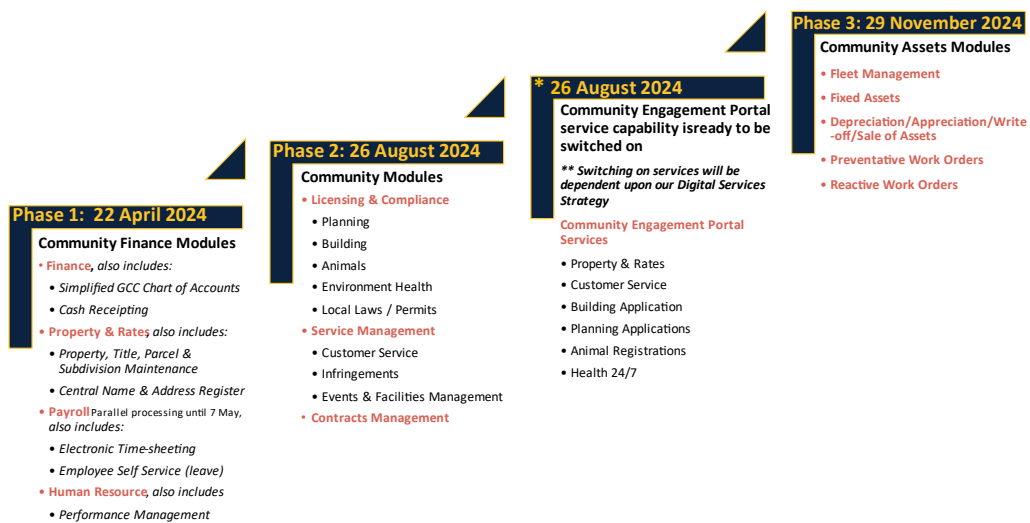 Phase 1:  22 April 2024
Community Finance Modules
• Finance, also includes:
• Simplified GCC Chart of Accounts
• Cash Receipting
• Property & Rates, also includes:
• Property, Title, Parcel &
Subdivision Maintenance
• Central Name & Address Register
• Payroll Parallel processing until 7 May,
also includes:
• Electronic Time-sheeting
• Employee Self Service (leave)
• Human Resource, also includes
• Performance Management
Phase 2: 26 August 2024
Community Modules
• Licensing & Compliance
• Planning
• Building
• Animals
• Environment Health
• Local Laws / Permits
• Service Management
• Customer Service
• Infringements
• Events & Facilities Management
• Contracts Management
* 26 August 2024
Community Engagement Portal
service capability isready to be
switched on
** Switching on services will be
dependent upon our Digital Services
Strategy
Community Engagement Portal
Services
• Property & Rates
• Customer Service
• Building Application
• Planning Applications
• Animal Registrations
• Health 24/7
Phase 3: 29 November 2024
Community Assets Modules
• Fleet Management
• Fixed Assets
• Depreciation/Appreciation/Write
-off/Sale of Assets
• Preventative Work Orders
• Reactive Work Orders